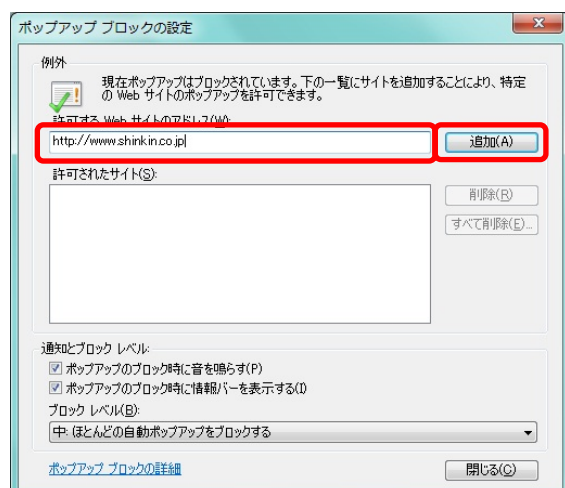 ポップアップ ブロックの設定
例外
現在ポップアップはブロックされています。下の一覧にサイトを追加することにより、特定
の Web サイトのポップアップを許可できます。
許可する Web サイトのアドレス(W):
http://www.shinkin.co.jp
追加(A)
許可されたサイト(S):
削除(R)
すべて削除(E)...
通知とブロック レベル:
ポップアップのブロック時に音を鳴らす(P)
ポップアップのブロック時に情報バーを表示する(I)
ブロック レベル(B):
中: ほとんどの自動ポップアップをブロックする
ポップアップ ブロックの詳細
閉じる(C)